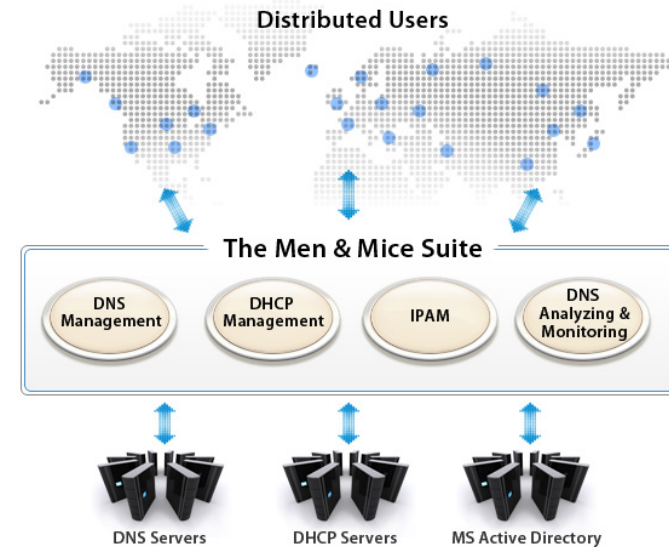 Distributed Users
The Men & Mice Suite
DNS
Management
DHCP
Management
IPAM
DNS
Analyzing &
Monitoring
DNS Servers
DHCP Servers
MS Active Directory